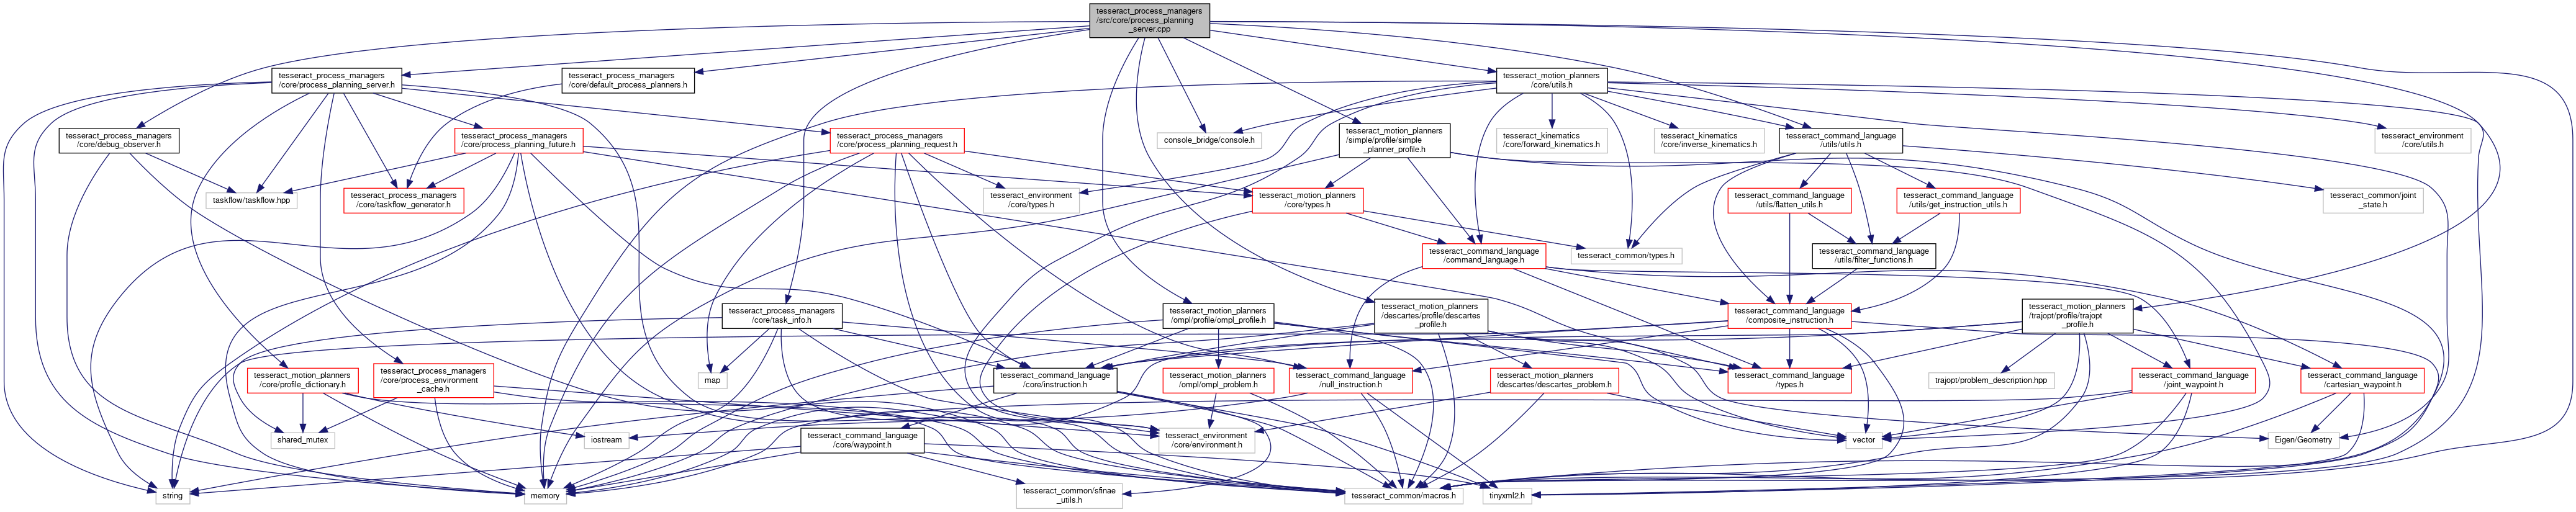 tesseract_process_managers
/src/core/process_planning
_server.cpp
tesseract_process_managers
/core/process_planning_server.h
tesseract_process_managers
/core/default_process_planners.h
tesseract_motion_planners
/core/utils.h
tesseract_process_managers
/core/debug_observer.h
tesseract_process_managers
/core/process_planning_future.h
tesseract_process_managers
/core/process_planning_request.h
console_bridge/console.h
tesseract_motion_planners
/simple/profile/simple
_planner_profile.h
tesseract_kinematics
/core/forward_kinematics.h
tesseract_kinematics
/core/inverse_kinematics.h
tesseract_command_language
/utils/utils.h
tesseract_environment
/core/utils.h
taskflow/taskflow.hpp
tesseract_process_managers
/core/taskflow_generator.h
tesseract_environment
/core/types.h
tesseract_motion_planners
/core/types.h
tesseract_command_language
/utils/flatten_utils.h
tesseract_command_language
/utils/get_instruction_utils.h
tesseract_common/joint
_state.h
tesseract_command_language
/command_language.h
tesseract_common/types.h
tesseract_command_language
/utils/filter_functions.h
tesseract_process_managers
/core/task_info.h
tesseract_motion_planners
/ompl/profile/ompl_profile.h
tesseract_motion_planners
/descartes/profile/descartes
_profile.h
tesseract_command_language
/composite_instruction.h
tesseract_motion_planners
/trajopt/profile/trajopt
_profile.h
tesseract_motion_planners
/core/profile_dictionary.h
tesseract_process_managers
/core/process_environment
_cache.h
map
tesseract_command_language
/core/instruction.h
tesseract_motion_planners
/ompl/ompl_problem.h
tesseract_command_language
/null_instruction.h
tesseract_motion_planners
/descartes/descartes_problem.h
tesseract_command_language
/types.h
trajopt/problem_description.hpp
tesseract_command_language
/joint_waypoint.h
tesseract_command_language
/cartesian_waypoint.h
shared_mutex
iostream
tesseract_command_language
/core/waypoint.h
tesseract_environment
/core/environment.h
vector
Eigen/Geometry
string
memory
tesseract_common/sfinae
_utils.h
tesseract_common/macros.h
tinyxml2.h